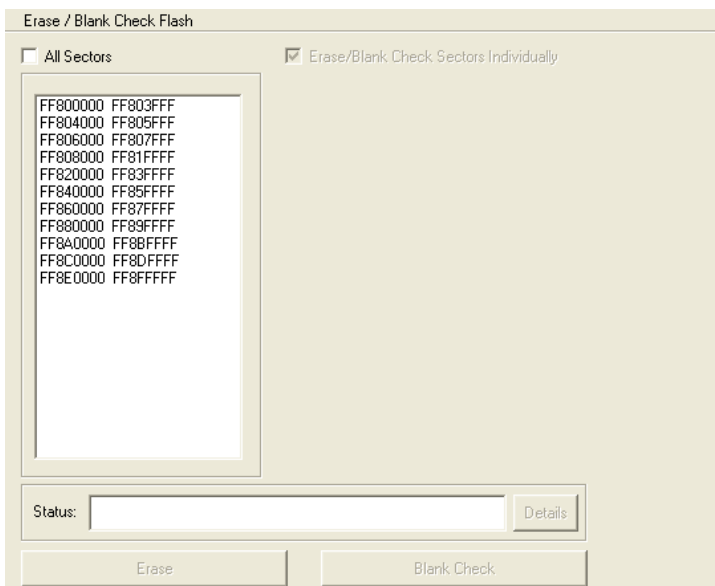 Erase / Blank Check Flash
All Sectors
Erase/Blank Check Sectors Individually
FF800000 FF803FFF
FF804000 FF805FFF
FF806000 FF807FFF
FF808000 FF81FFFF
FF820000 FF83FFFF
FF840000 FF85FFFF
FF860000 FF87FFFF
FF880000 FF89FFFF
FF8A0000 FF8BFFFF
FF8C0000 FF8DFFFF
FF8E0000 FF8FFFFF
Status:
Details
Erase
Blank Check